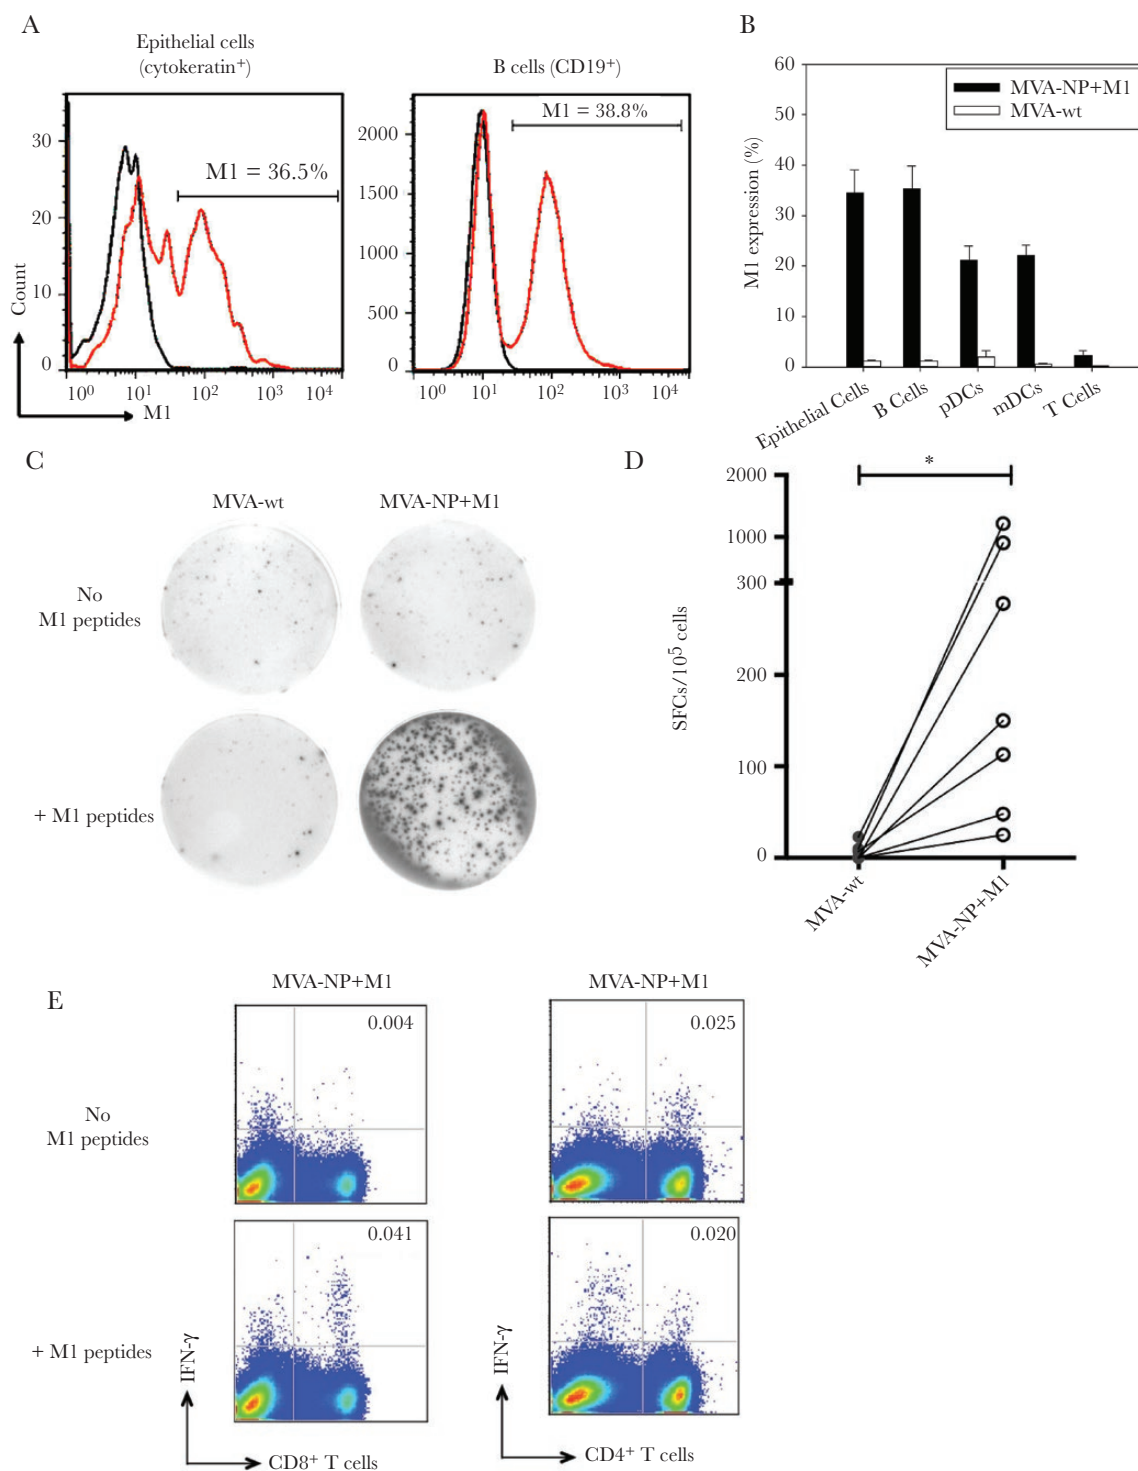 A
Epithelial cells
(cytokeratin⁺)
B cells (CD19⁺)
M1 = 36.5%
M1 = 38.8%
Count
30
20
10
0
2000
1500
1000
500
0
10⁰ 10¹ 10² 10³ 10⁴
10⁰ 10¹ 10² 10³ 10⁴
M1
B
MVA-NP+M1
MVA-wt
M1 expression (%)
60
50
40
30
20
10
0
Epithelial Cells
B Cells
pDCs
mDCs
T Cells
C
MVA-wt MVA-NP+M1
No
M1 peptides
+ M1 peptides
D
*
SFCs/10⁵ cells
2000
1000
300
200
100
0
MVA-wt
MVA-NP+M1
E
MVA-NP+M1 MVA-NP+M1
No
M1 peptides
0.004
0.025
+ M1 peptides
0.041
0.020
IFN-γ
IFN-γ
CD8⁺ T cells
CD4⁺ T cells